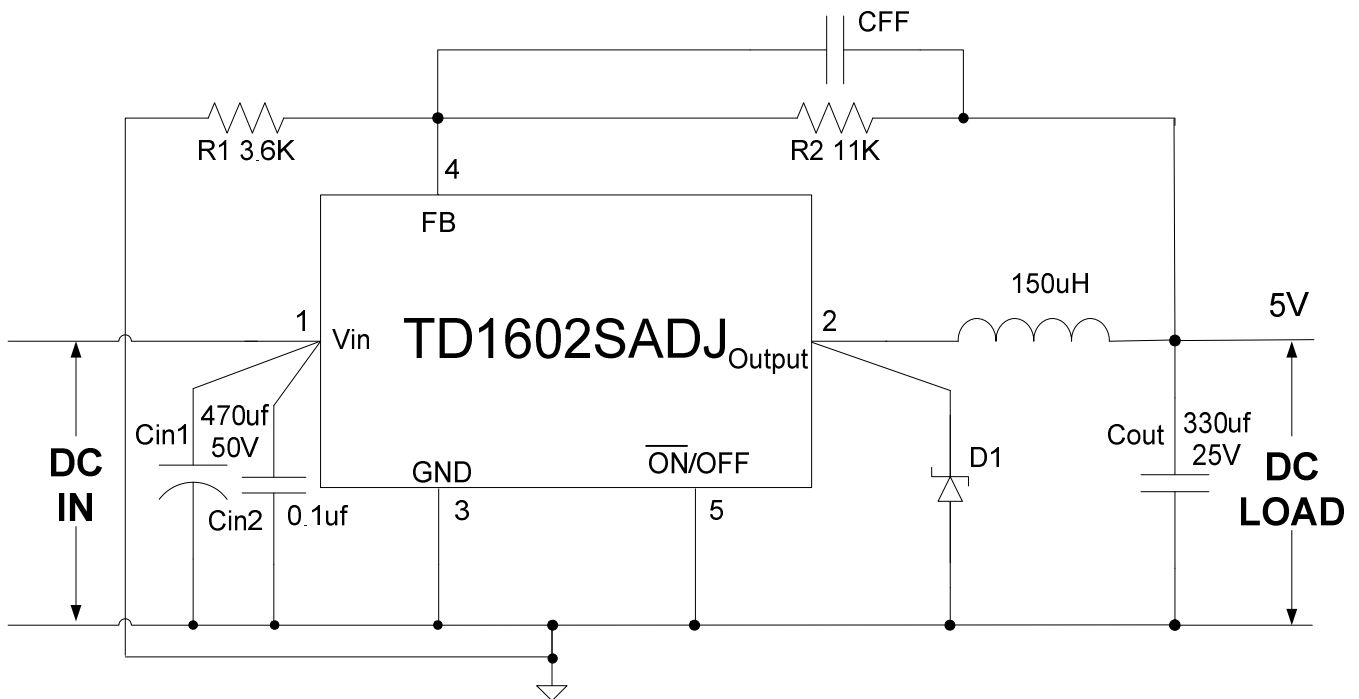 CFF
R1 3.6K
R2 11K
4
FB
150uH
5V
1
Vin
TD1602SADJ
Output
2
Cin1
470uf
50V
Cin2
0.1uf
DC
IN
GND
3
ON/OFF
5
D1
Cout
330uf
25V
DC
LOAD